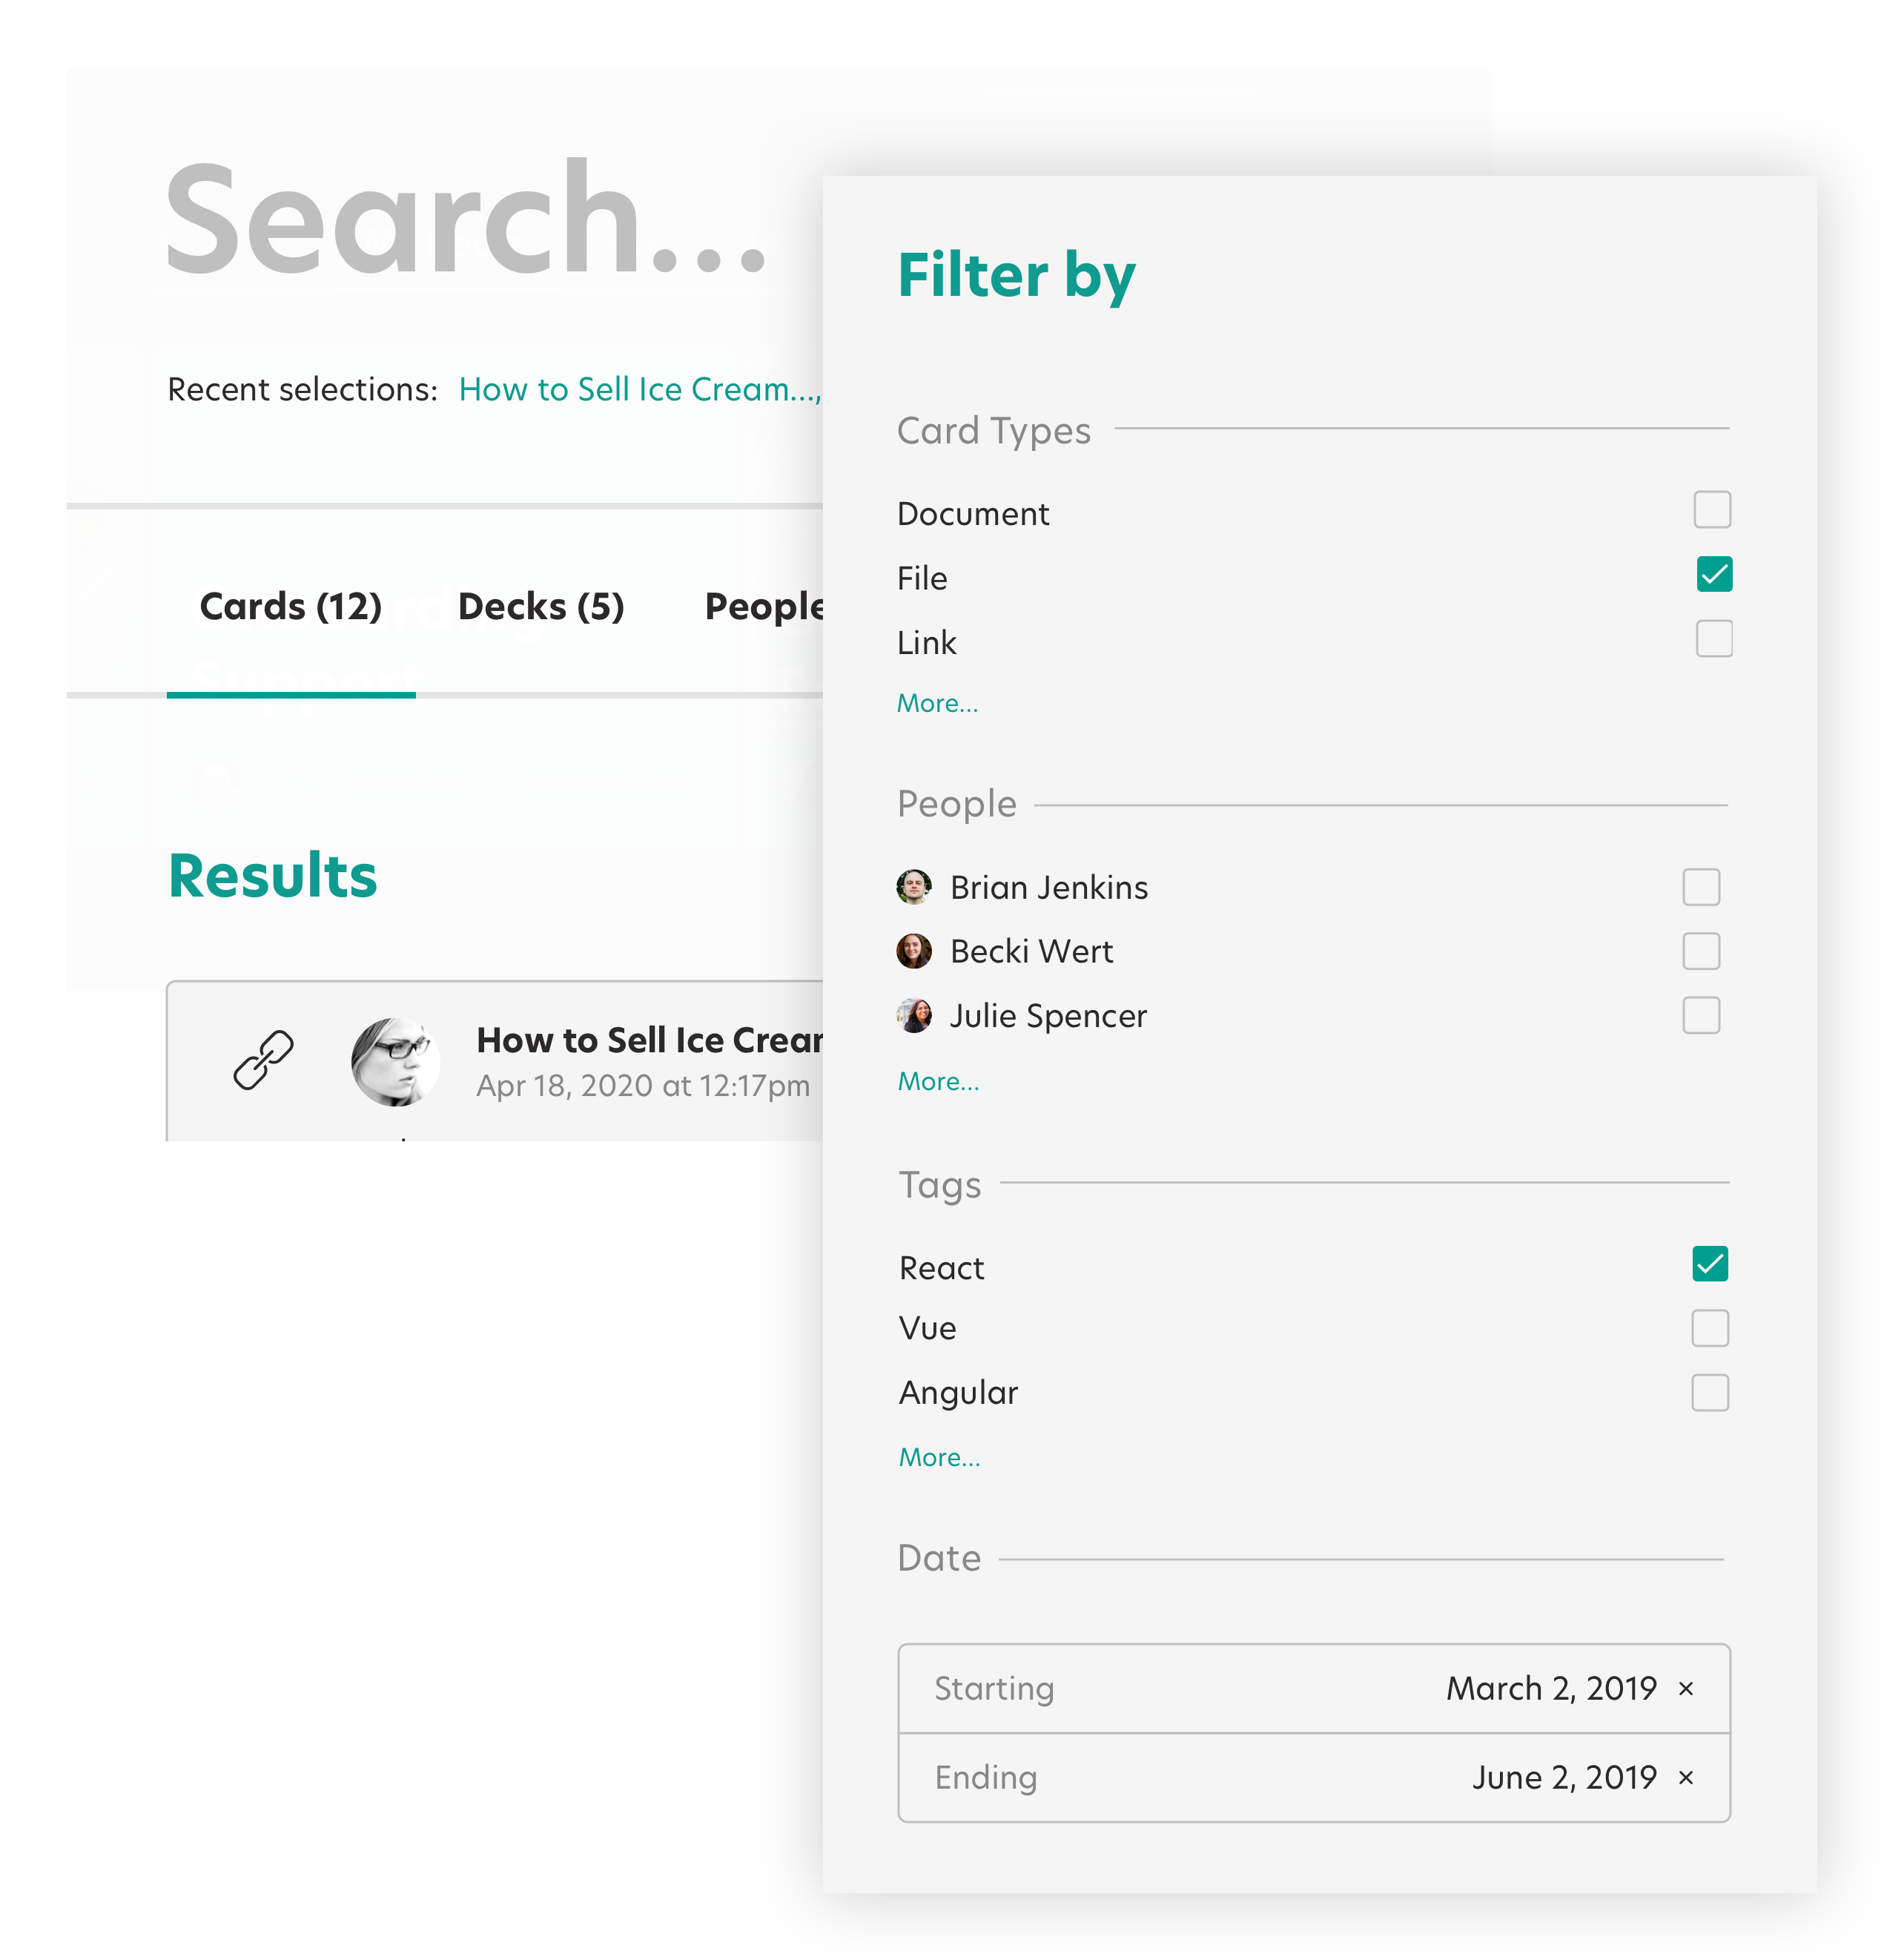 Search...
Recent selections: How to Sell Ice Cream...,
Cards (12) Decks (5) People
Results
How to Sell Ice Crear
Apr 18, 2020 at 12:17pm
Filter by
Card Types
Document
File
Link
More...
People
Brian Jenkins
Becki Wert
Julie Spencer
More...
Tags
React
Vue
Angular
More...
Date
Starting March 2, 2019 ×
Ending June 2, 2019 ×